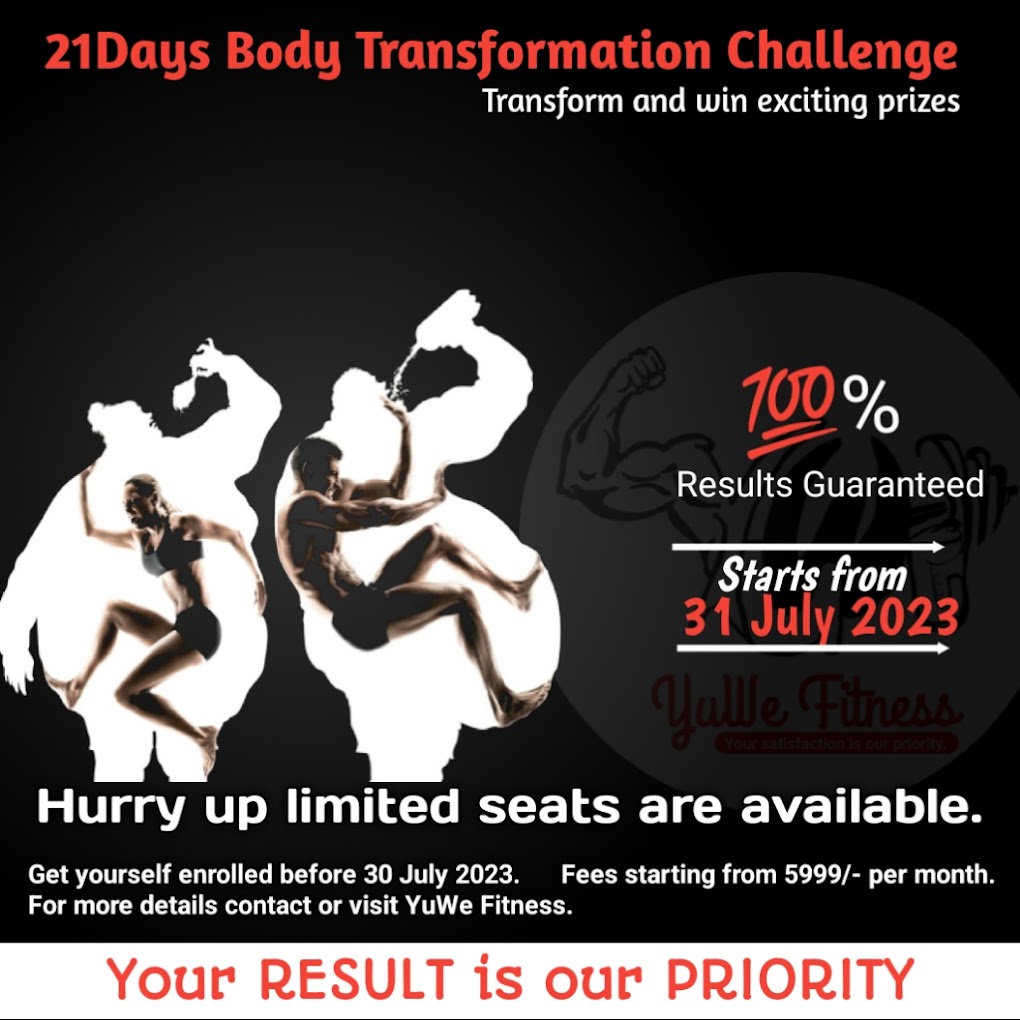 21Days Body Transformation Challenge
Transform and win exciting prizes
100%
Results Guaranteed
Starts from
31 July 2023
YuWe Fitness
Your satisfaction is our priority.
Hurry up limited seats are available.
Get yourself enrolled before 30 July 2023. Fees starting from 5999/- per month.
For more details contact or visit YuWe Fitness.
Your RESULT is our PRIORITY